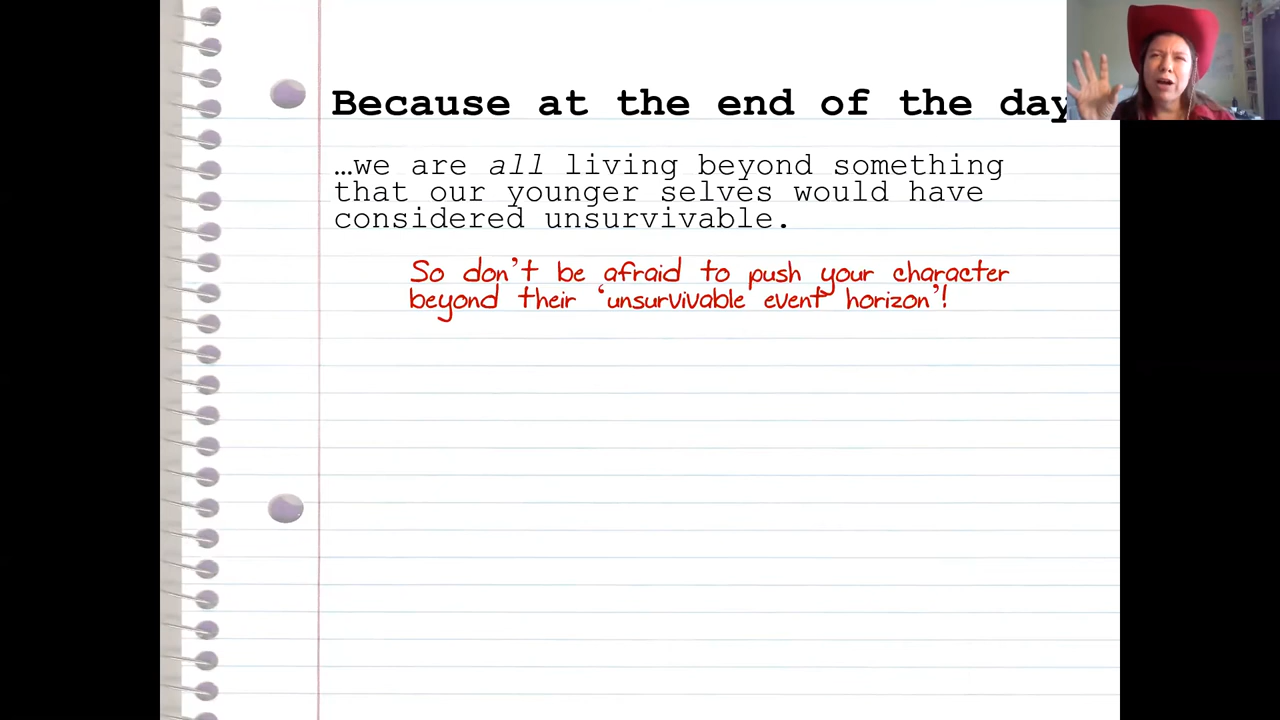 Because at the end of the day
…we are all living beyond something
that our younger selves would have
considered unsurvivable.
So don't be afraid to push your character
beyond their 'unsurvivable event horizon'!